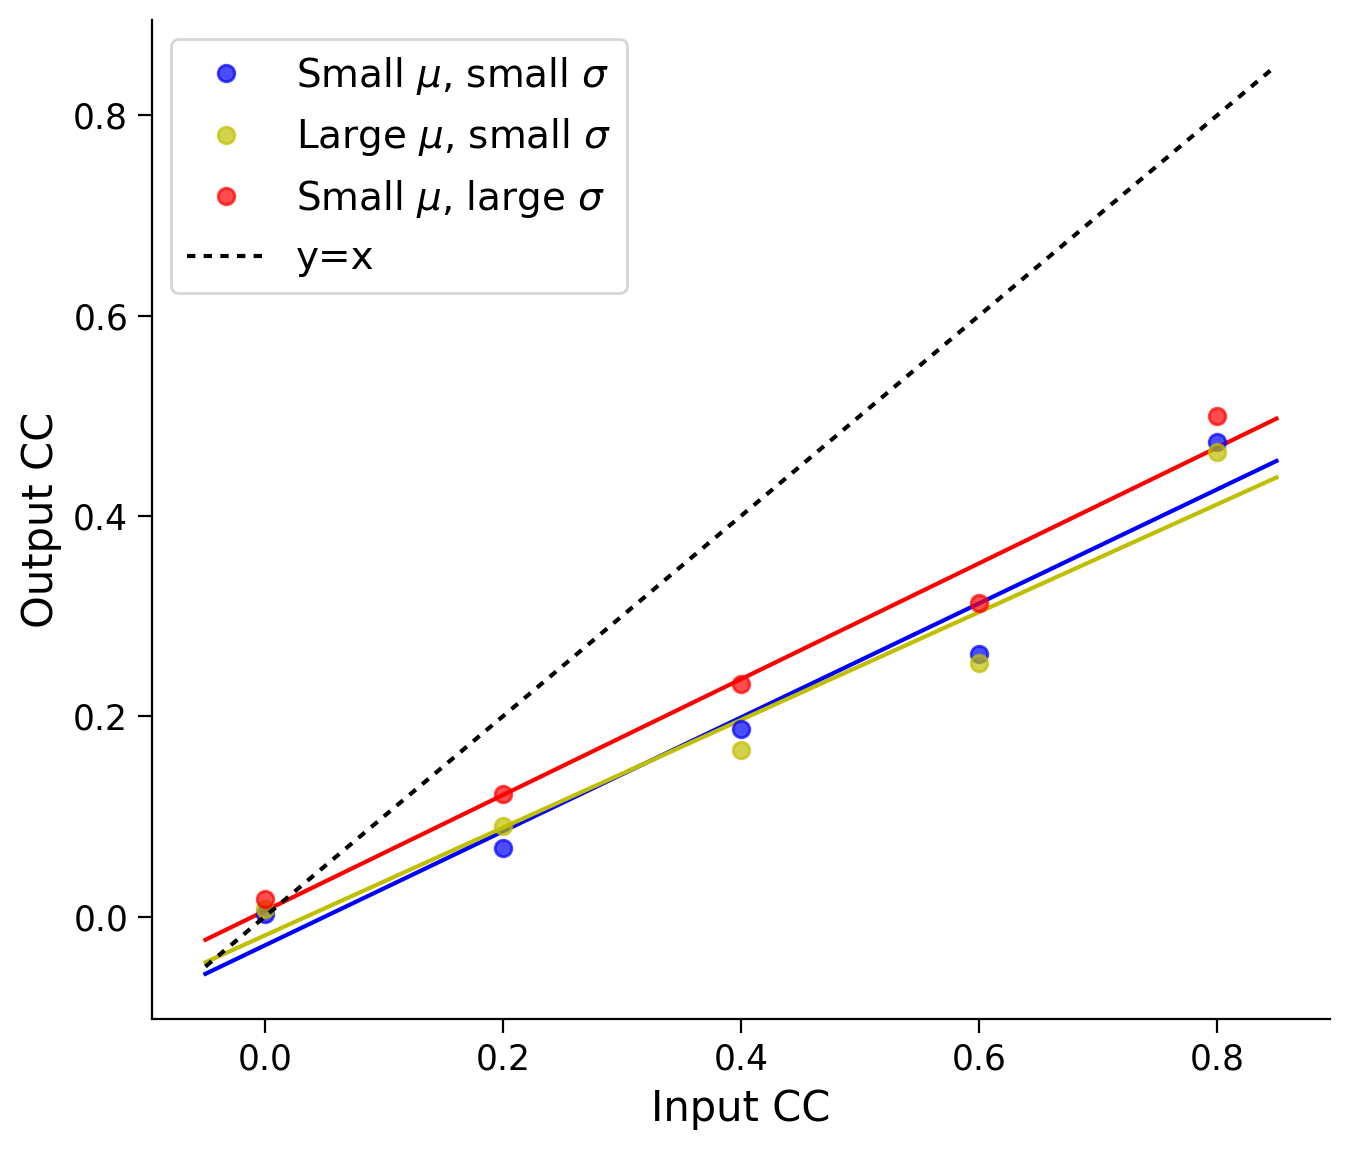 Small μ, small σ
Large μ, small σ
Small μ, large σ
y=x
Output CC
0.8
0.6
0.4
0.2
0.0
0.0 0.2 0.4 0.6 0.8
Input CC